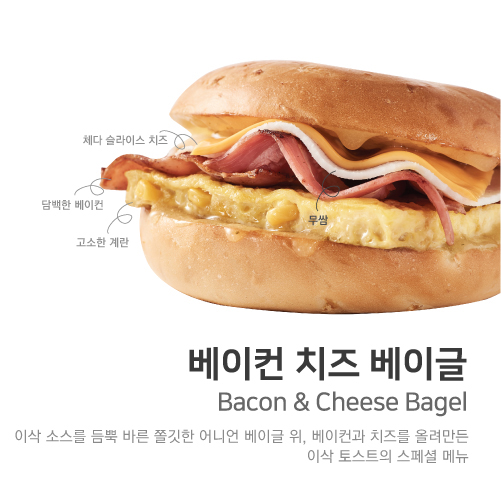 체다 슬라이스 치즈
담백한 베이컨
무쌈
고소한 계란
베이컨 치즈 베이글
Bacon & Cheese Bagel
이삭 소스를 듬뿍 바른 쫄깃한 어니언 베이글 위, 베이컨과 치즈를 올려만든
이삭 토스트의 스페셜 메뉴